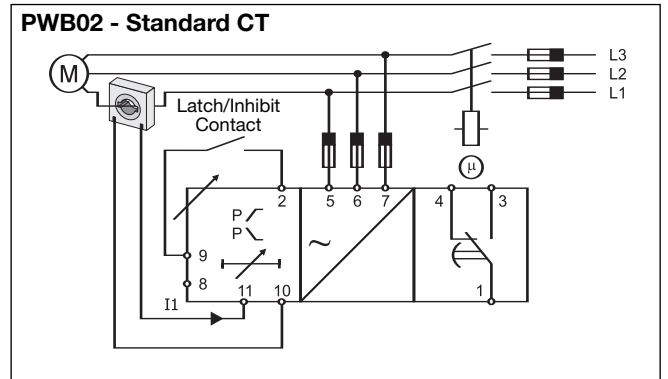 PWB02 - Standard CT
L3
L2
L1
M
Latch/Inhibit
Contact
μ
2
5
6
7
4
3
P
P
~
9
8
I1
11
10
1